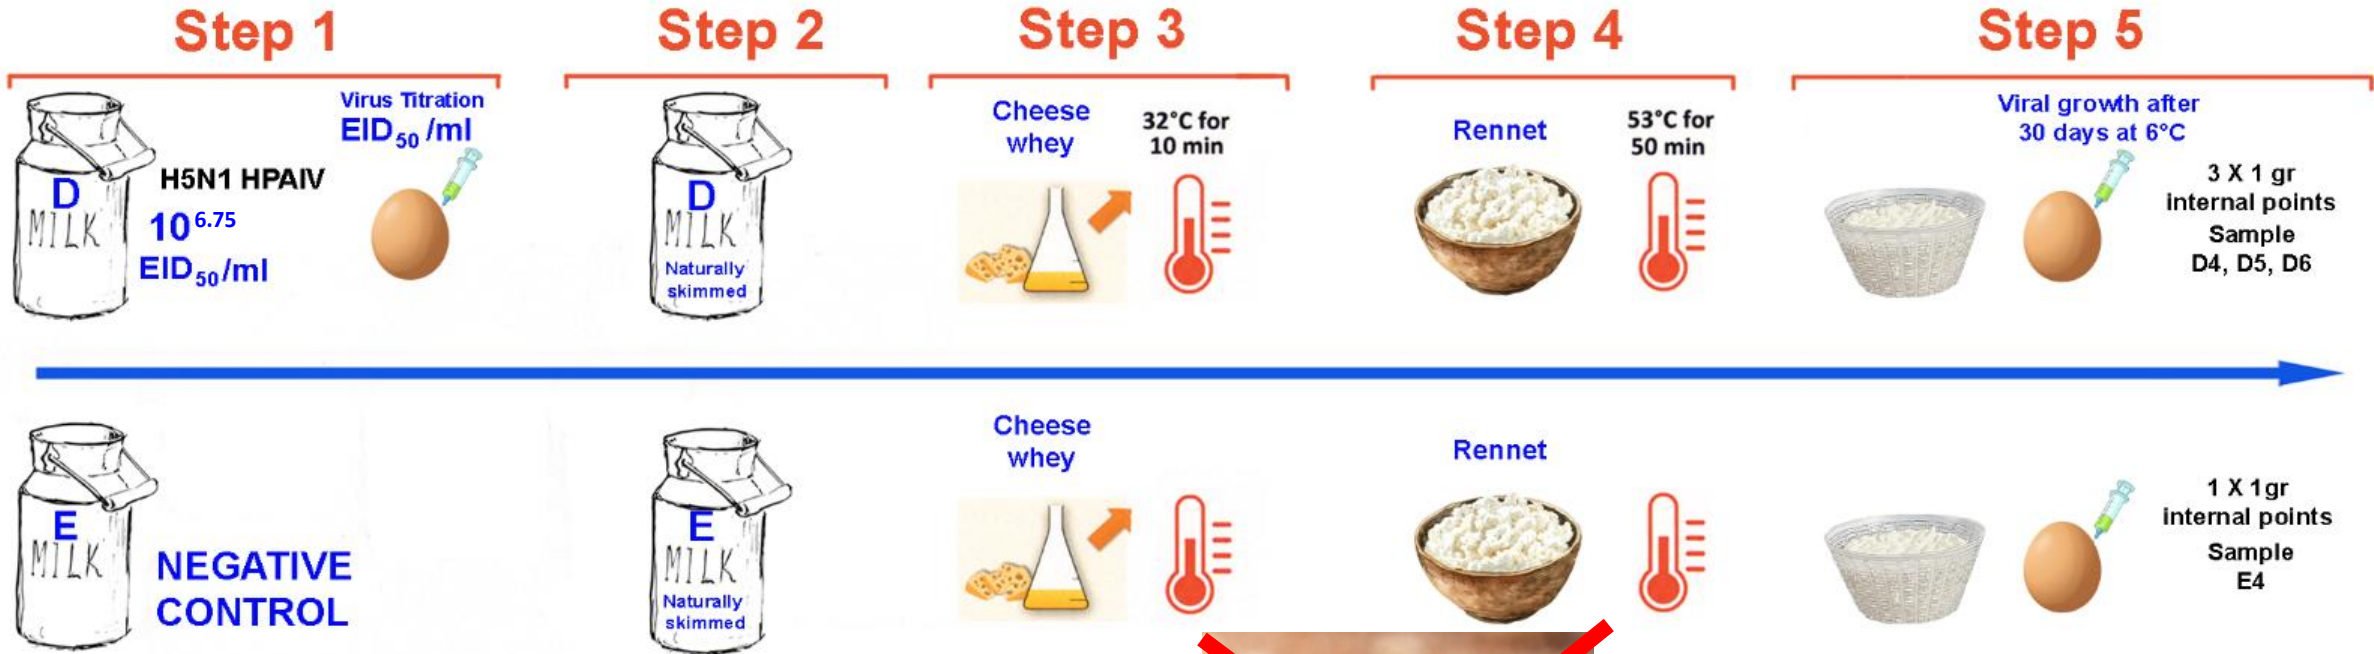 Step 1
Step 2
Step 3
Step 4
Step 5
Virus Titration
EID50/ml
D
MILK
H5N1 HPAIV
10^6.75
EID50/ml
D
MILK
Naturally
skimmed
Cheese
whey
32°C for
10 min
Rennet
53°C for
50 min
Viral growth after
30 days at 6°C
3 X 1 gr
internal points
Sample
D4, D5, D6
E
MILK
NEGATIVE
CONTROL
E
MILK
Naturally
skimmed
Cheese
whey
Rennet
1 X 1gr
internal points
Sample
E4